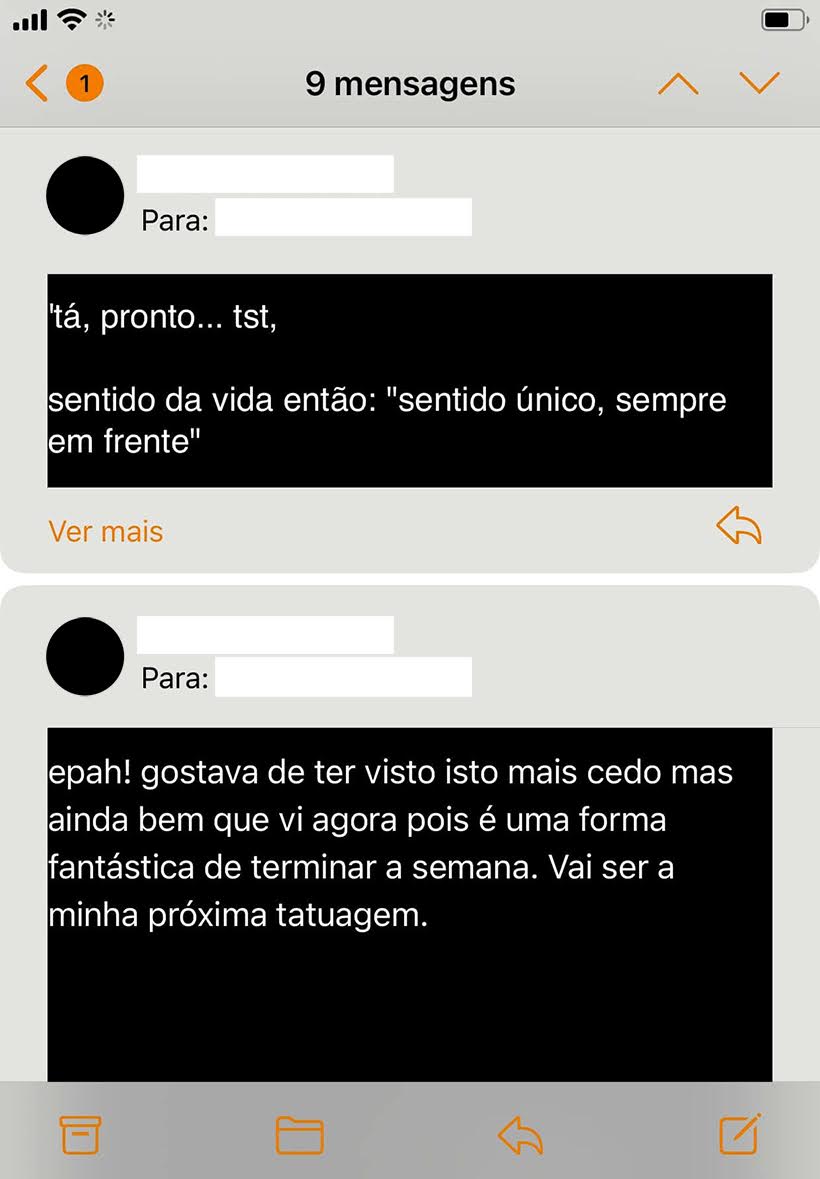 9 mensagens
1
Para:
'tá, pronto... tst,
sentido da vida então: "sentido único, sempre
em frente"
Ver mais
Para:
epah! gostava de ter visto isto mais cedo mas
ainda bem que vi agora pois é uma forma
fantástica de terminar a semana. Vai ser a
minha próxima tatuagem.